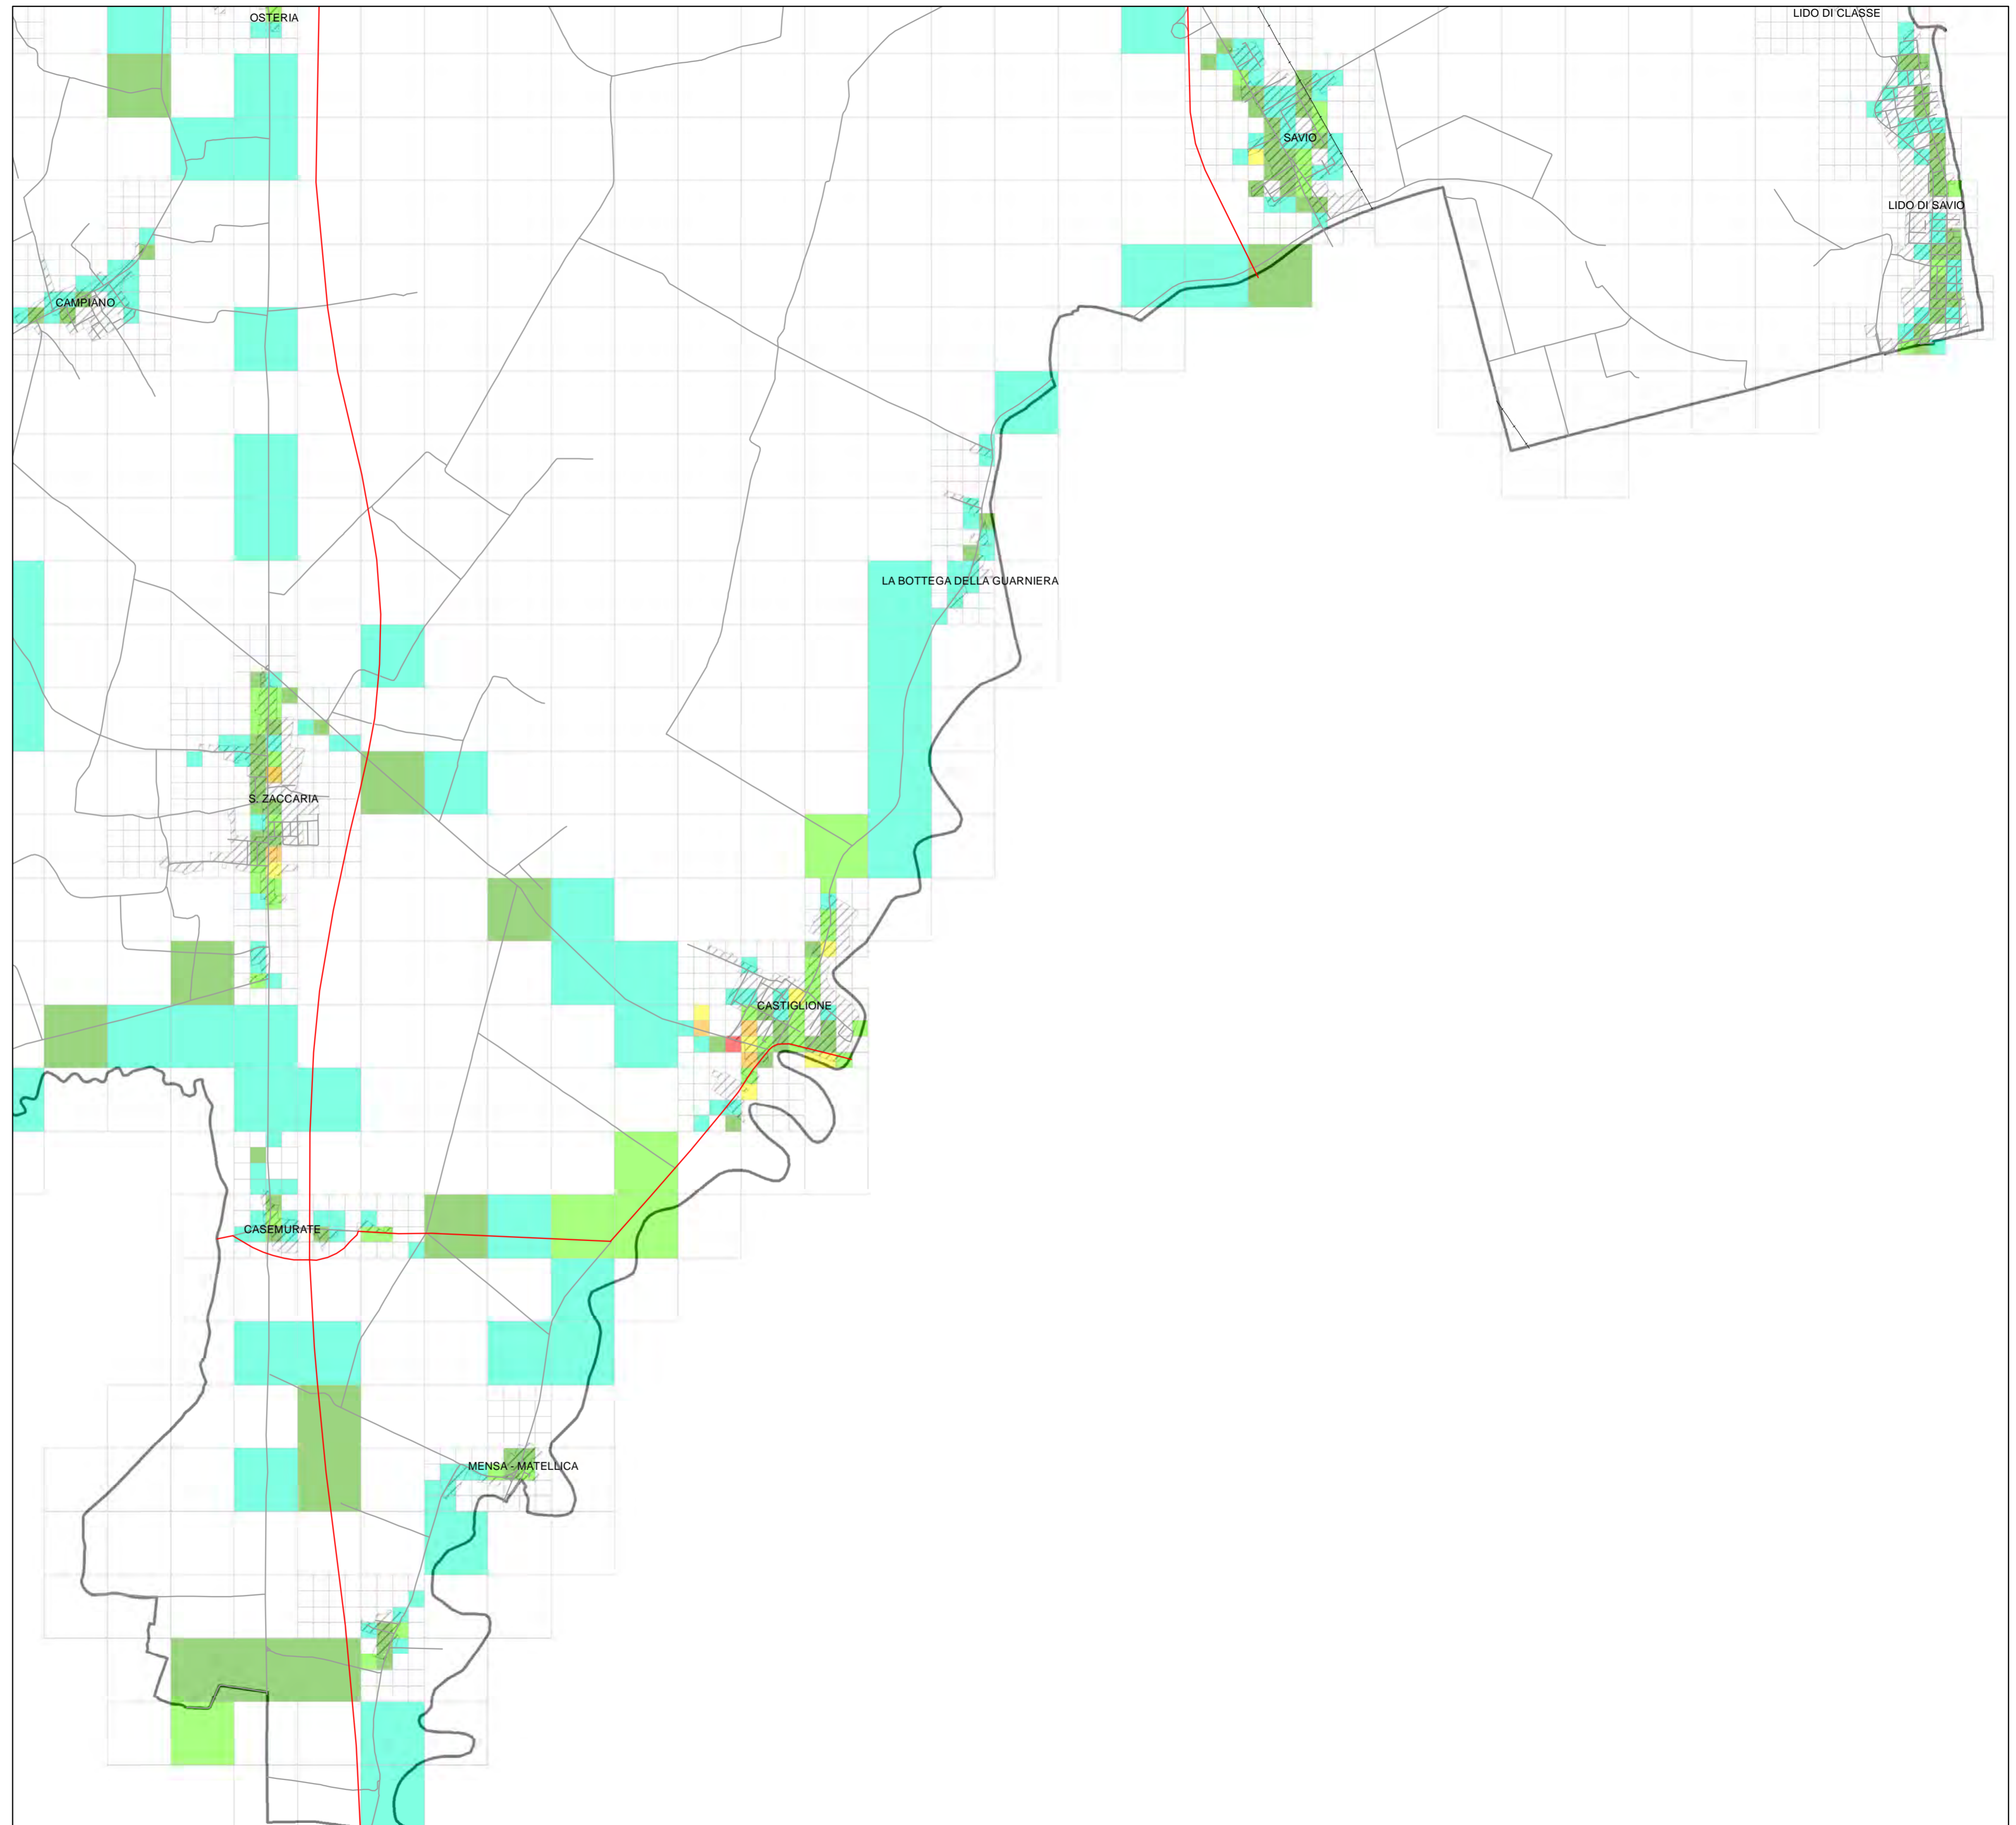 LIDO DI CLASSE
OSTERIA
SAVIO
LIDO DI SAVIO
CAMPIANO
LA BOTTEGA DELLA GUARNIERA
S. ZACCARIA
CASTIGLIONE
CASEMURATE
MENSA - MATELLICA